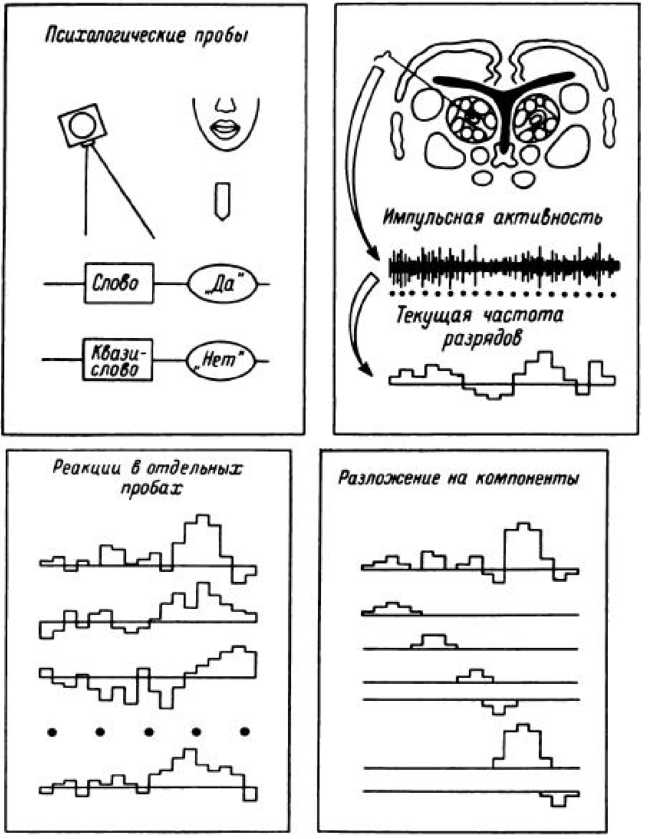 Психологические пробы
Слово
„Да"
Квази-
слово
„Нет"
Импульсная активность
Текущая частота
разрядов
Реакции в отдельных
пробах
Разложение на компоненты